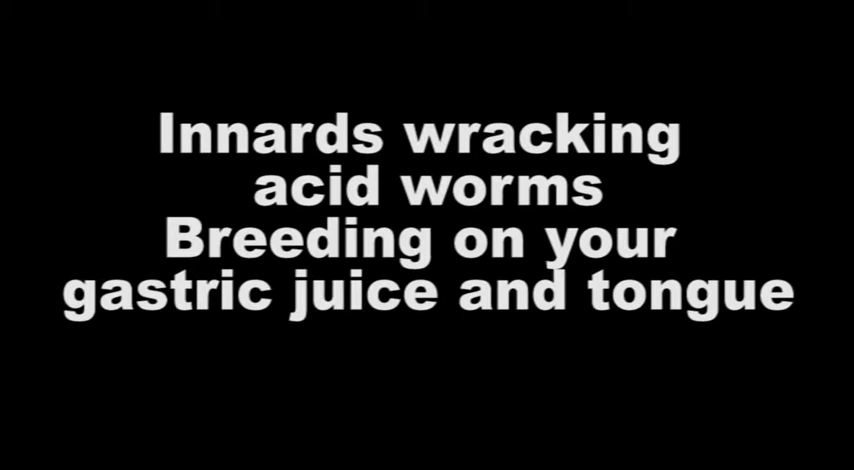 Innards wracking
acid worms
Breeding on your
gastric juice and tongue